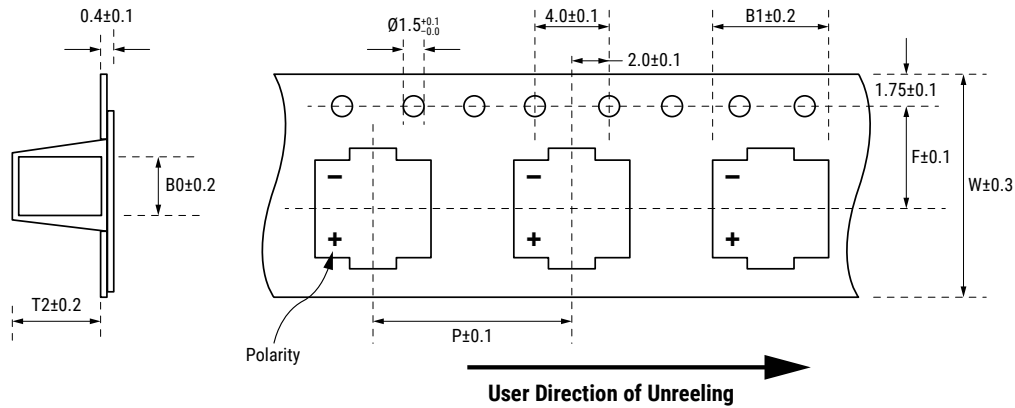 0.4±0.1
Ø1.5+0.1-0.0
4.0±0.1
B1±0.2
2.0±0.1
1.75±0.1
B0±0.2
F±0.1
W±0.3
− − −
+ + +
T2±0.2
P±0.1
Polarity
User Direction of Unreeling